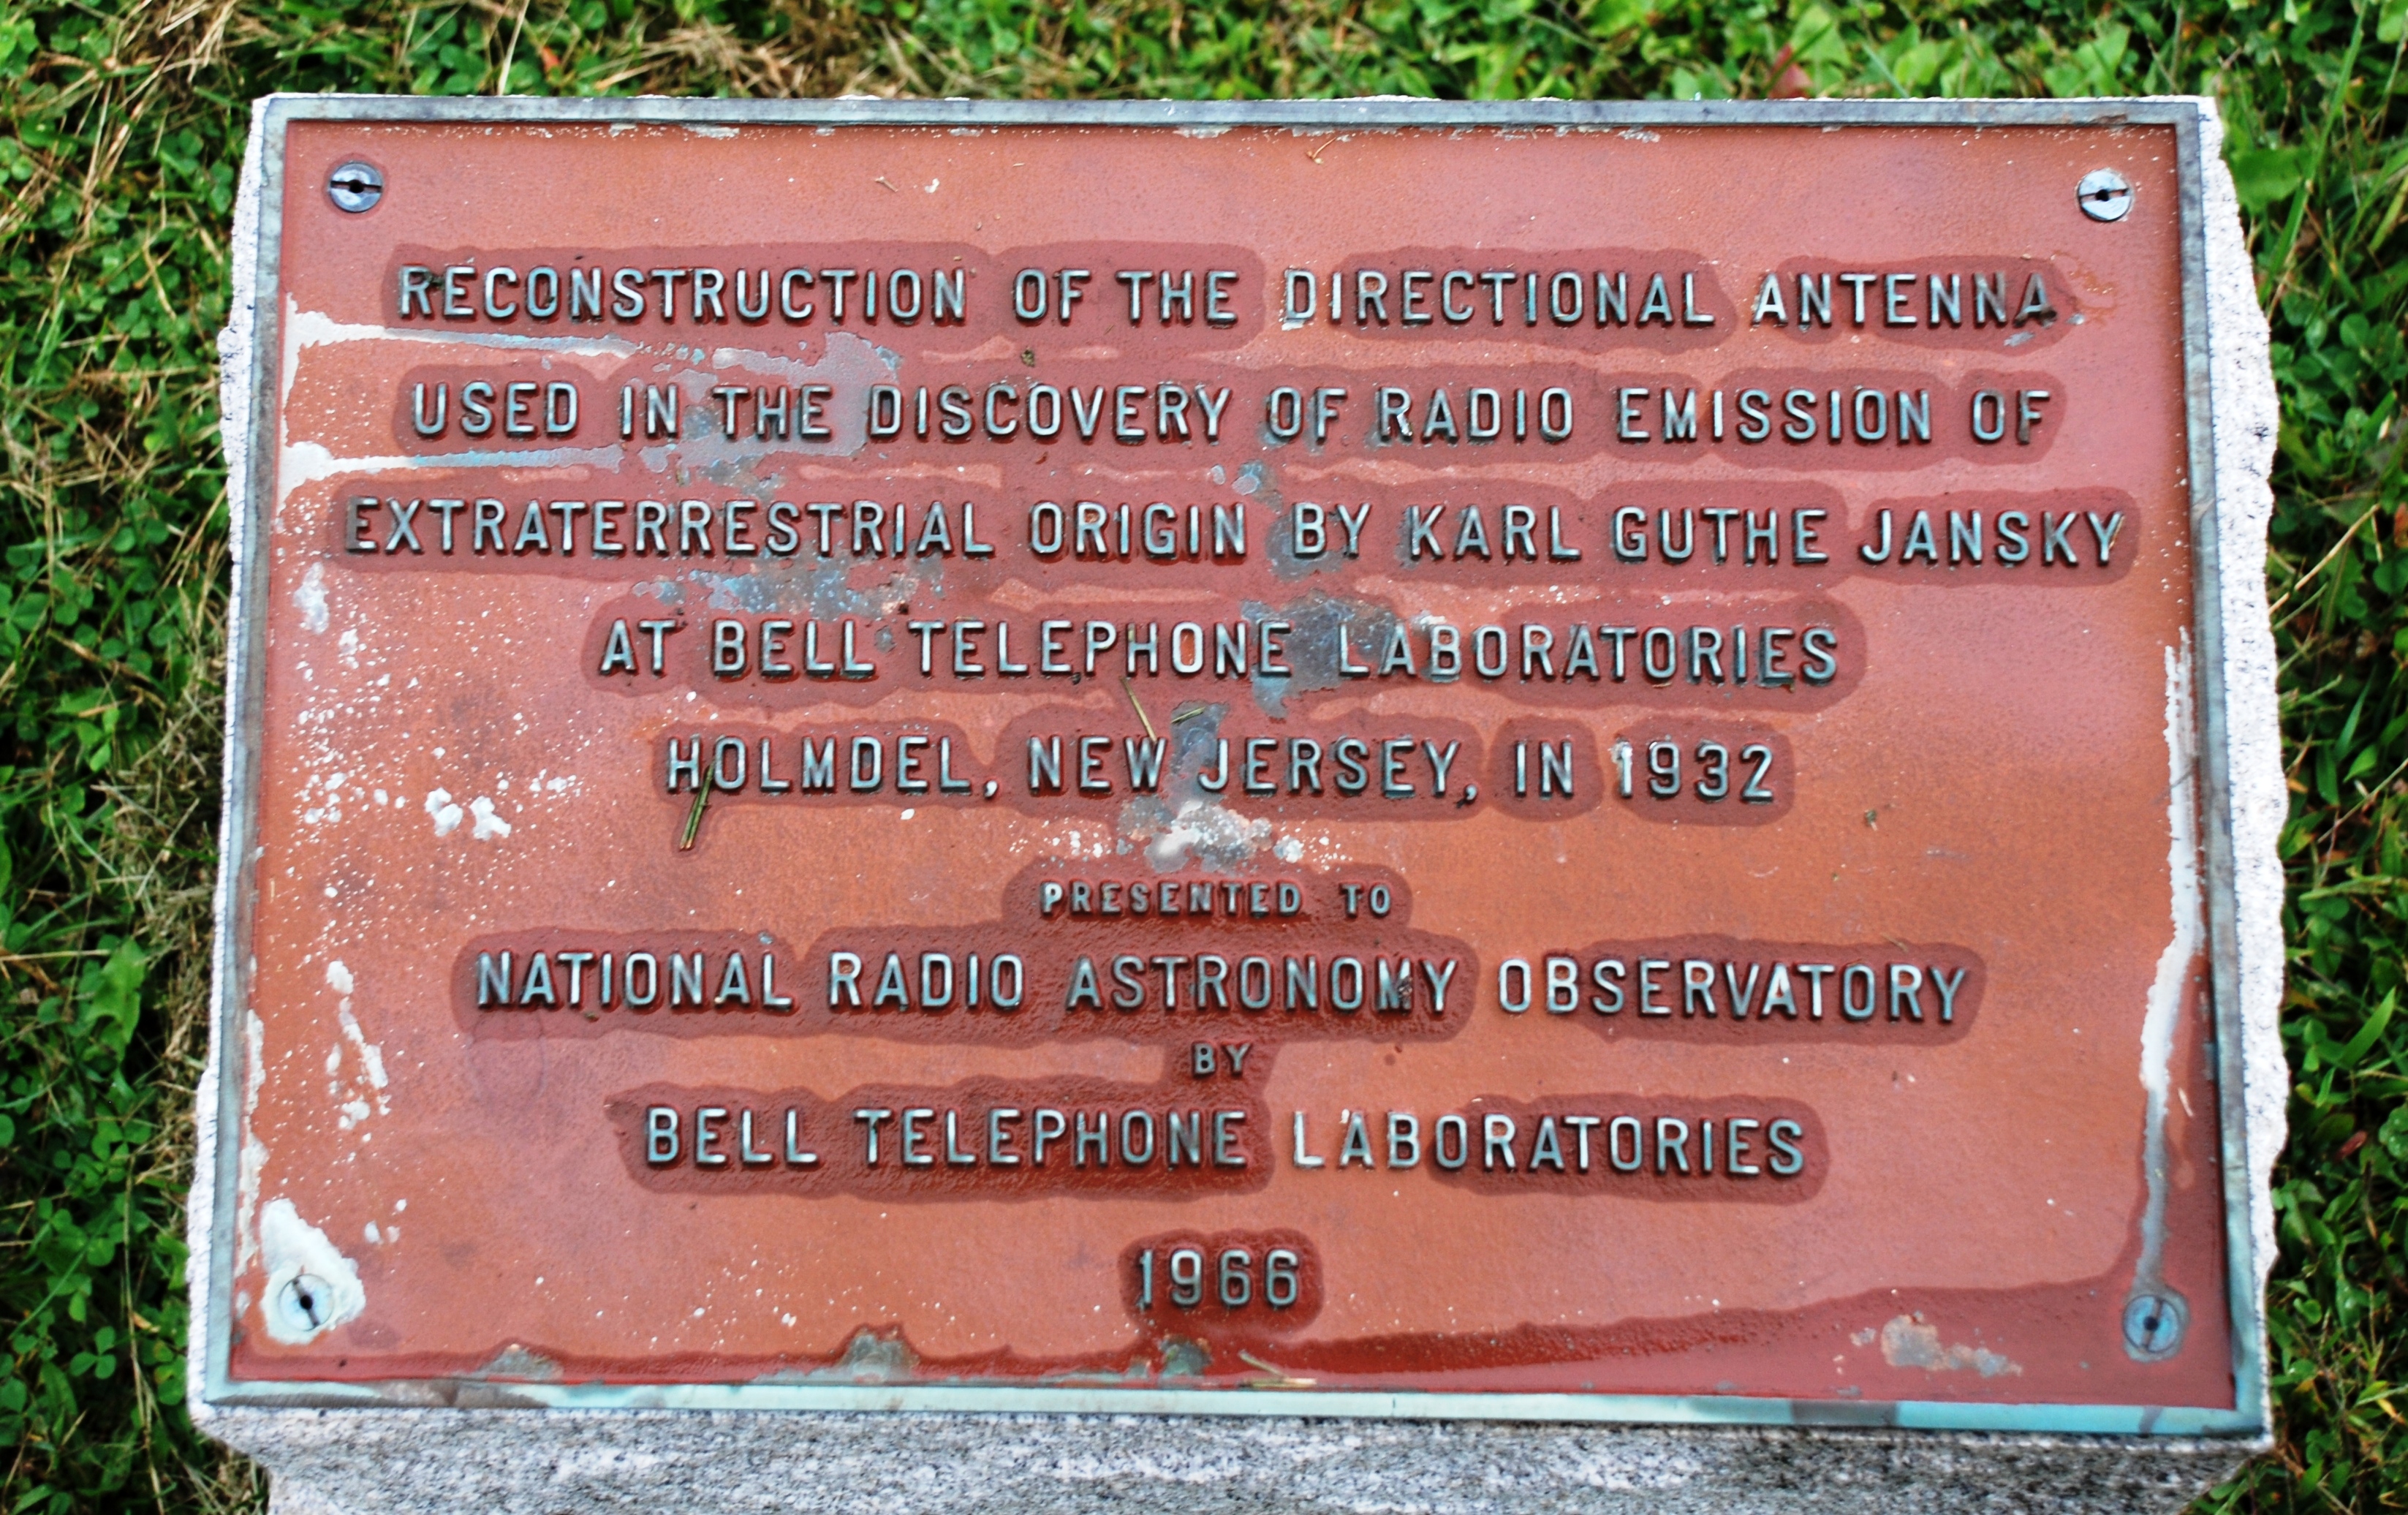 RECONSTRUCTION OF THE DIRECTIONAL ANTENNA
USED IN THE DISCOVERY OF RADIO EMISSION OF
EXTRATERRESTRIAL ORIGIN BY KARL GUTHE JANSKY
AT BELL TELEPHONE LABORATORIES
HOLMDEL, NEW JERSEY, IN 1932
PRESENTED TO
NATIONAL RADIO ASTRONOMY OBSERVATORY
BY
BELL TELEPHONE LABORATORIES
1966